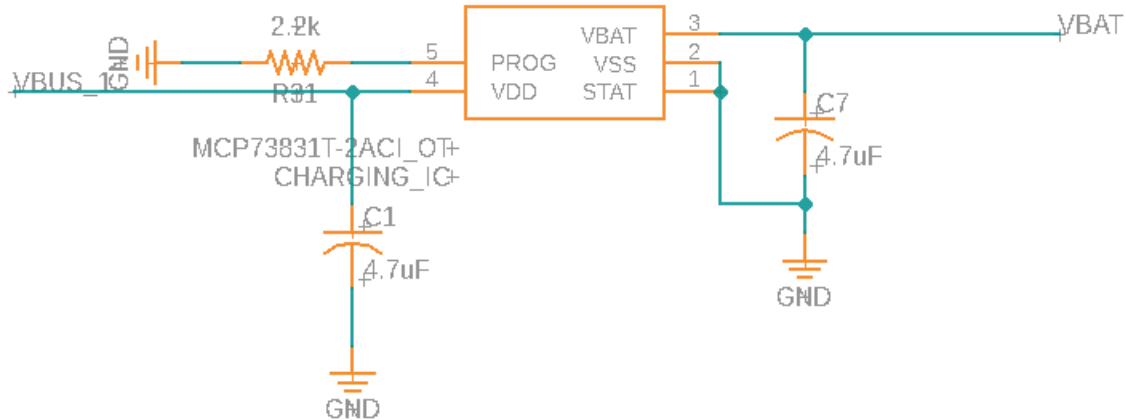 2.2k
GND
5
PROG
VBAT
3
VBAT
VSS
2
VBUS_1
4
VDD
STAT
1
R31
C7
MCP73831T-2ACI_OT
4.7uF
CHARGING_IC
C1
4.7uF
GND
GND